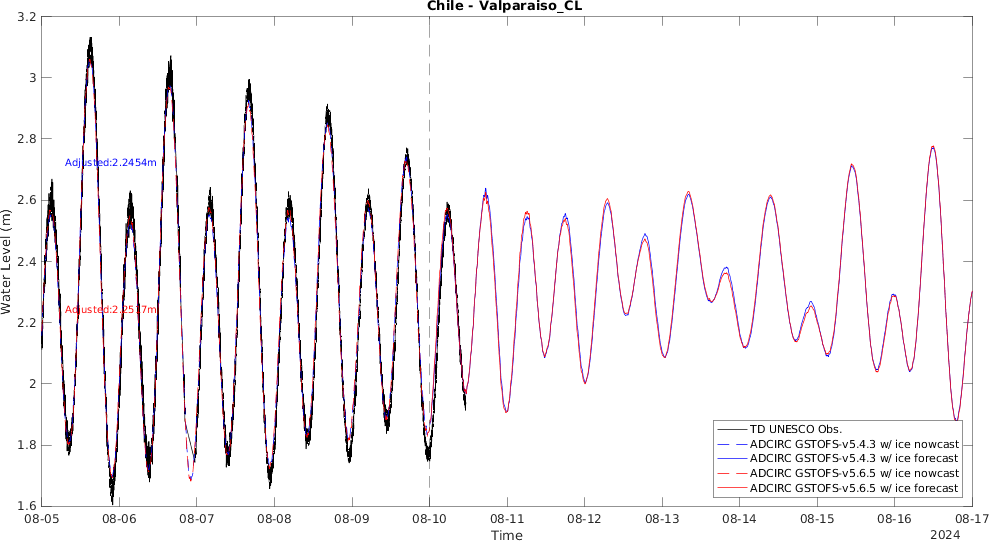 Chile - Valparaiso_CL
3.2
3
2.8
2.6
2.4
2.2
2
1.8
1.6
Water Level (m)
Adjusted:2.2454m
Adjusted:2.2517m
TD UNESCO Obs.
ADCIRC GSTOFS-v5.4.3 w/ ice nowcast
ADCIRC GSTOFS-v5.4.3 w/ ice forecast
ADCIRC GSTOFS-v5.6.5 w/ ice nowcast
ADCIRC GSTOFS-v5.6.5 w/ ice forecast
08-05 08-06 08-07 08-08 08-09 08-10 08-11 08-12 08-13 08-14 08-15 08-16 08-17
Time
2024